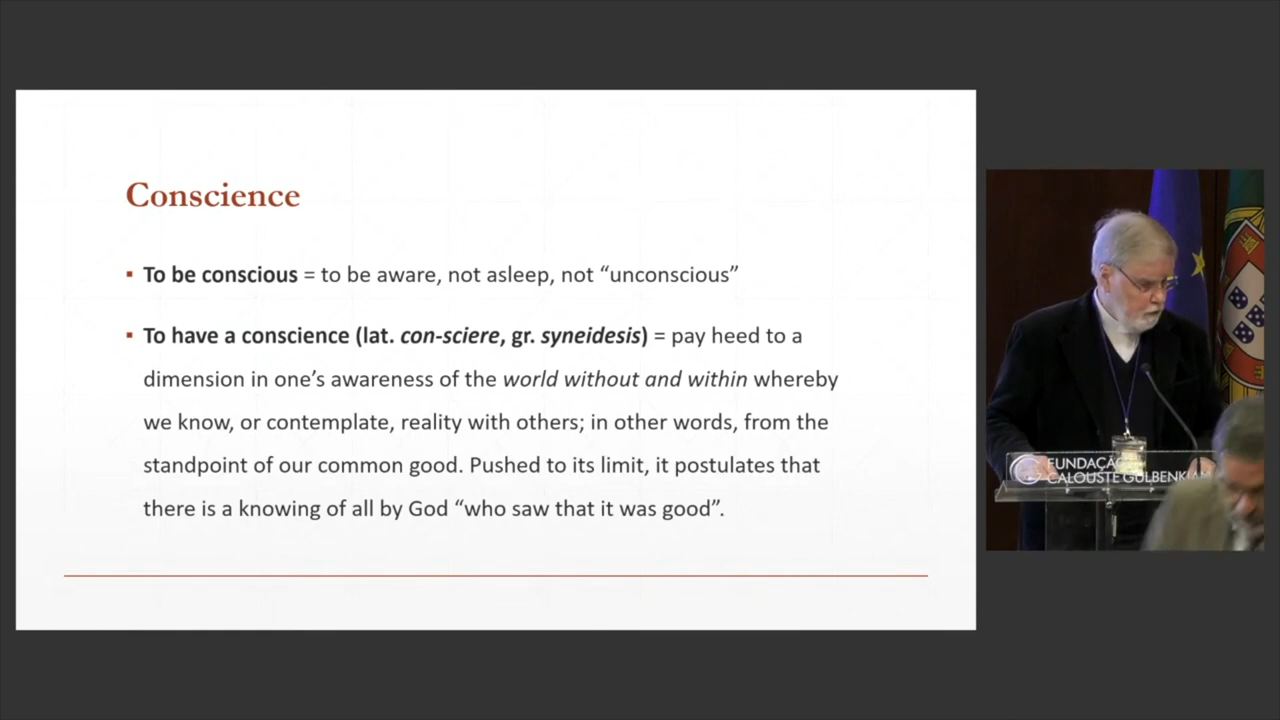 Conscience
▪ To be conscious = to be aware, not asleep, not “unconscious”
▪ To have a conscience (lat. con-sciere, gr. syneidesis) = pay heed to a
dimension in one’s awareness of the world without and within whereby
we know, or contemplate, reality with others; in other words, from the
standpoint of our common good. Pushed to its limit, it postulates that
there is a knowing of all by God “who saw that it was good”.
FUNDAÇÃO
CALOUSTE GULBENKIAN